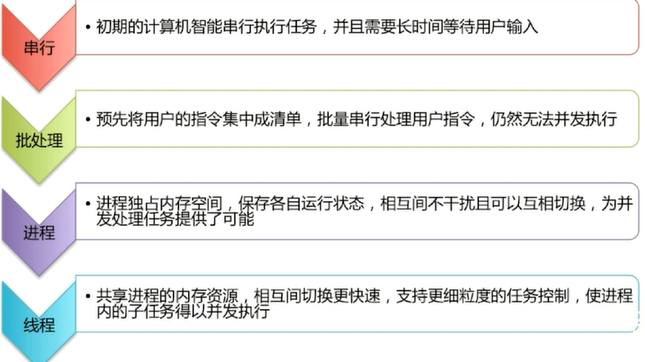 串行
• 初期的计算机智能串行执行任务，并且需要长时间等待用户输入
批处理
• 预先将用户的指令集中成清单，批量串行处理用户指令，仍然无法并发执行
进程
• 进程独占内存空间，保存各自运行状态，相互间不干扰且可以互相切换，为并
发处理任务提供了可能
线程
• 共享进程的内存资源，相互间切换更快速，支持更细粒度的任务控制，使进程
内的子任务得以并发执行